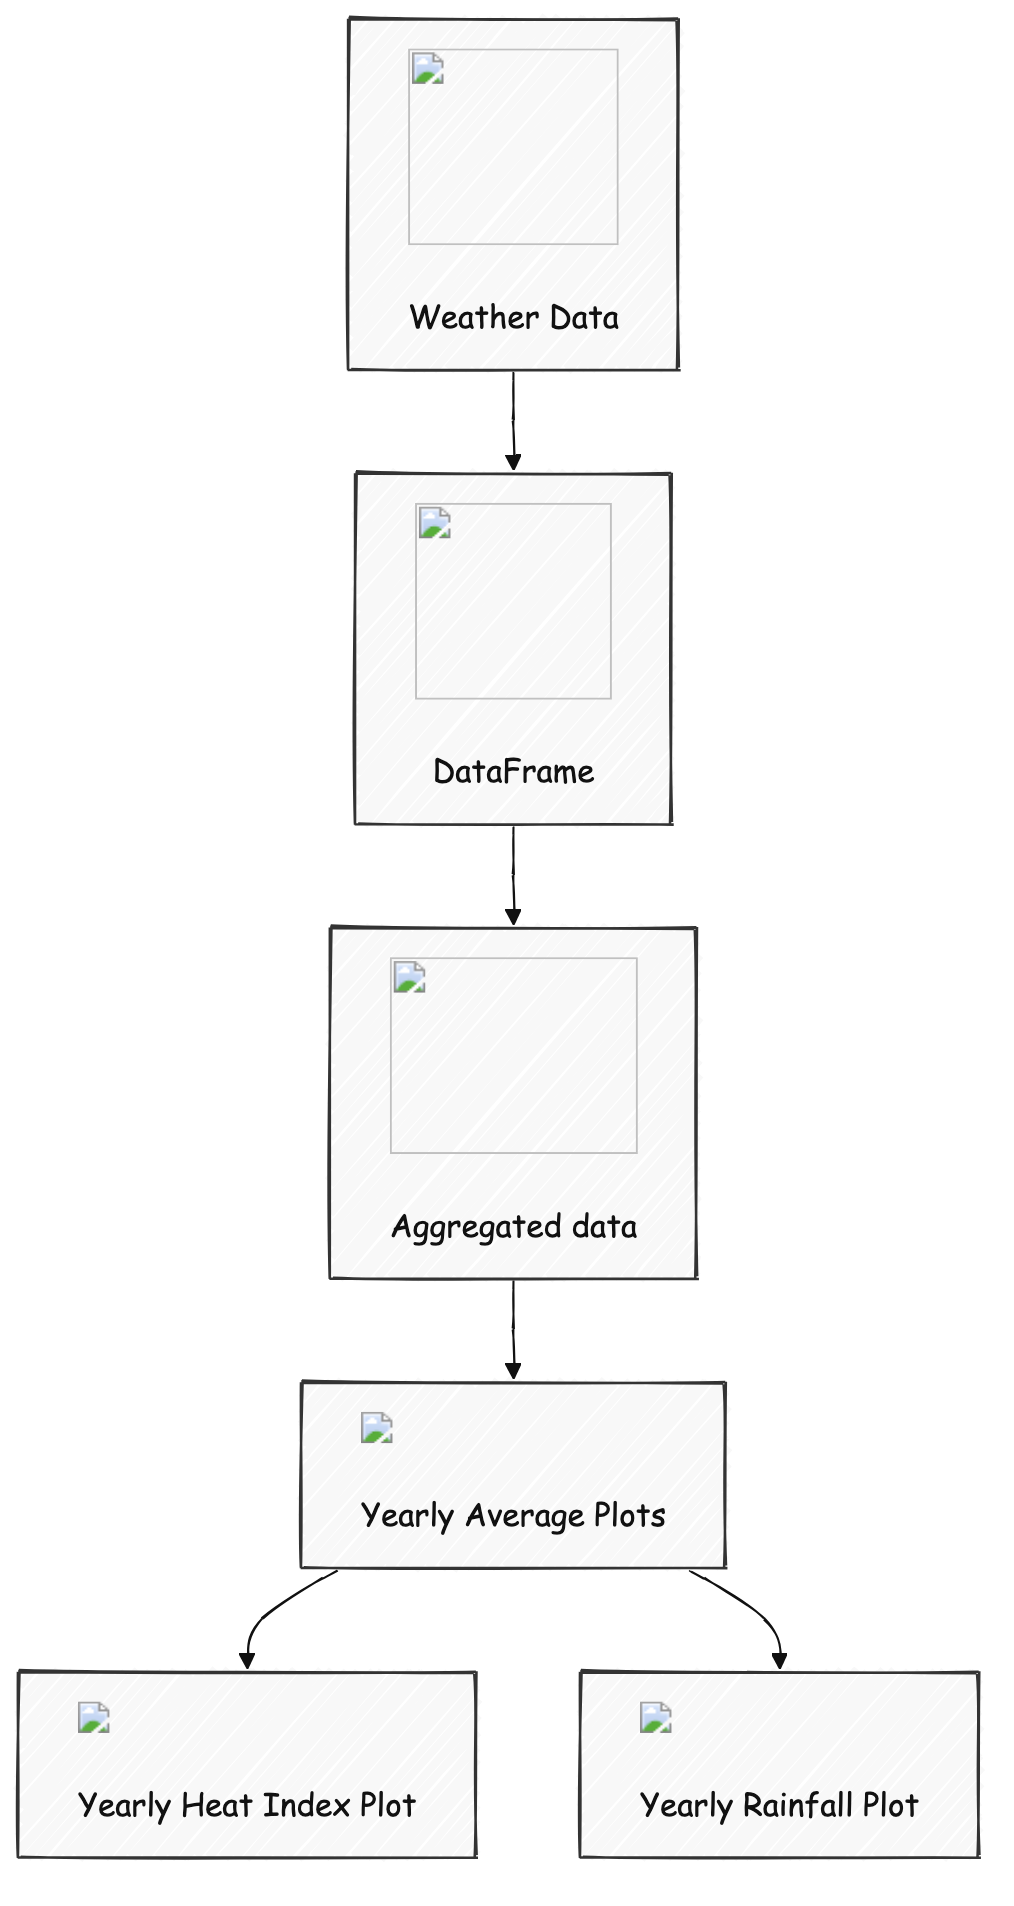 Weather Data
DataFrame
Aggregated data
Yearly Average Plots
Yearly Heat Index Plot
Yearly Rainfall Plot